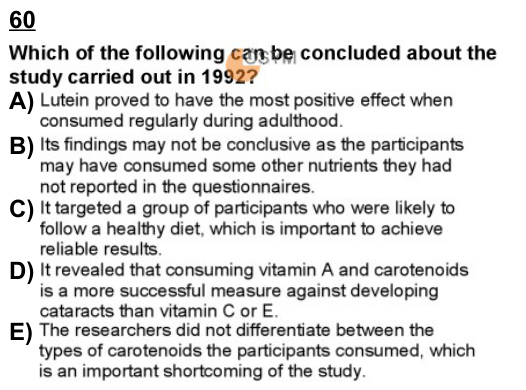 60
Which of the following can be concluded about the
study carried out in 1992?
A) Lutein proved to have the most positive effect when
consumed regularly during adulthood.
B) Its findings may not be conclusive as the participants
may have consumed some other nutrients they had
not reported in the questionnaires.
C) It targeted a group of participants who were likely to
follow a healthy diet, which is important to achieve
reliable results.
D) It revealed that consuming vitamin A and carotenoids
is a more successful measure against developing
cataracts than vitamin C or E.
E) The researchers did not differentiate between the
types of carotenoids the participants consumed, which
is an important shortcoming of the study.